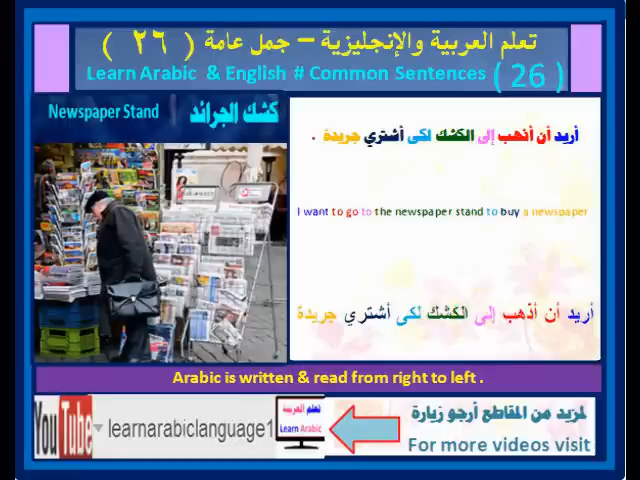 تعلم العربية والإنجليزية – جمل عامة ( ٢٦ )
Learn Arabic & English # Common Sentences ( 26 )
Newspaper Stand | كشك الجرائد
أريد أن أذهب إلى الكشك لكى أشتري جريدة .
I want to go to the newspaper stand to buy a newspaper
أريد أن أذهب إلى الكشك لكى أشتري جريدة
Arabic is written & read from right to left .
YouTube learnarabiclanguage1
تعلم العربية
Learn Arabic
لمزيد من المقاطع أرجو زيارة
For more videos visit